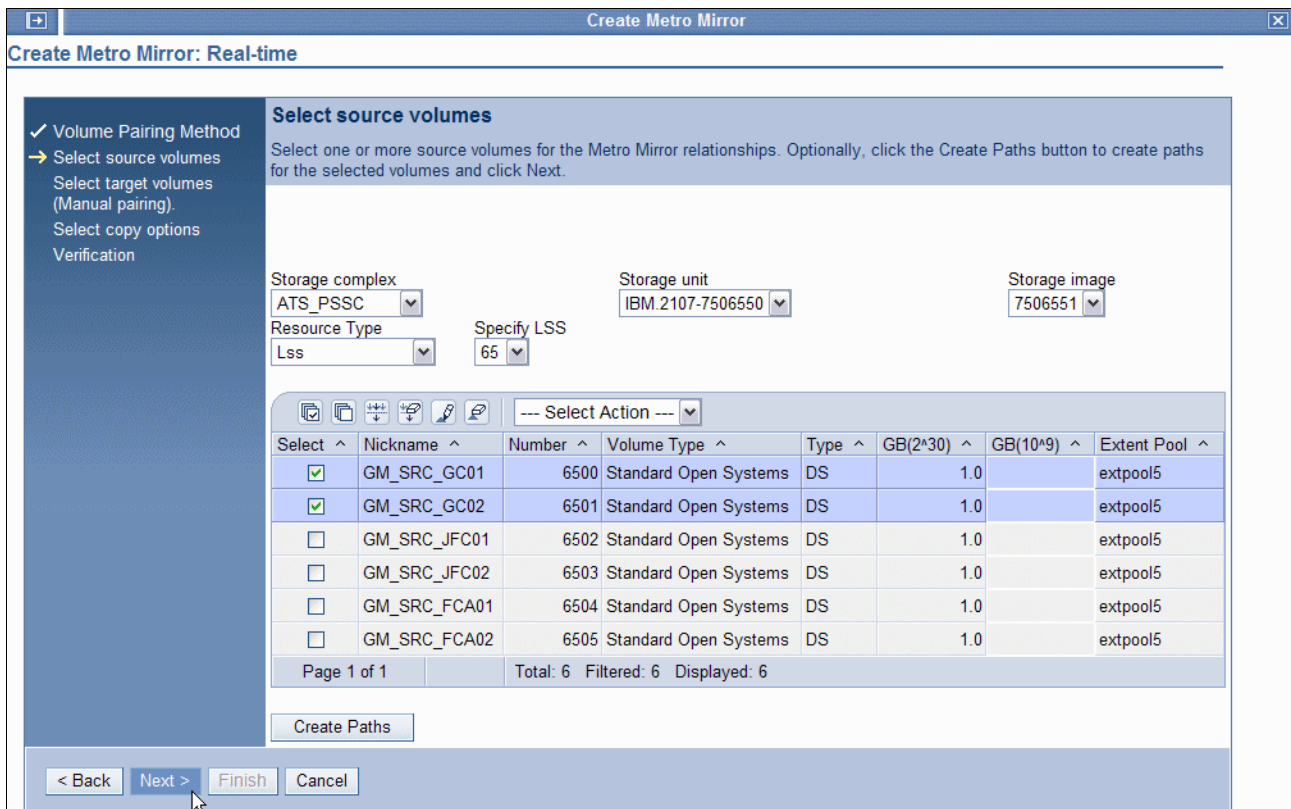 Create Metro Mirror
Create Metro Mirror: Real-time
Volume Pairing Method
Select source volumes
Select target volumes
(Manual pairing).
Select copy options
Verification
Select source volumes
Select one or more source volumes for the Metro Mirror relationships. Optionally, click the Create Paths button to create paths
for the selected volumes and click Next.
Storage complex Storage unit Storage image
ATS_PSSC IBM.2107-7506550 7506551
Resource Type Specify LSS
Lss 65
--- Select Action ---
Select ^ Nickname ^ Number ^ Volume Type ^ Type ^ GB(2^30) ^ GB(10^9) ^ Extent Pool ^
GM_SRC_GC01 6500 Standard Open Systems DS 1.0 extpool5
GM_SRC_GC02 6501 Standard Open Systems DS 1.0 extpool5
GM_SRC_JFC01 6502 Standard Open Systems DS 1.0 extpool5
GM_SRC_JFC02 6503 Standard Open Systems DS 1.0 extpool5
GM_SRC_FCA01 6504 Standard Open Systems DS 1.0 extpool5
GM_SRC_FCA02 6505 Standard Open Systems DS 1.0 extpool5
Page 1 of 1 Total: 6 Filtered: 6 Displayed: 6
Create Paths
< Back Next > Finish Cancel